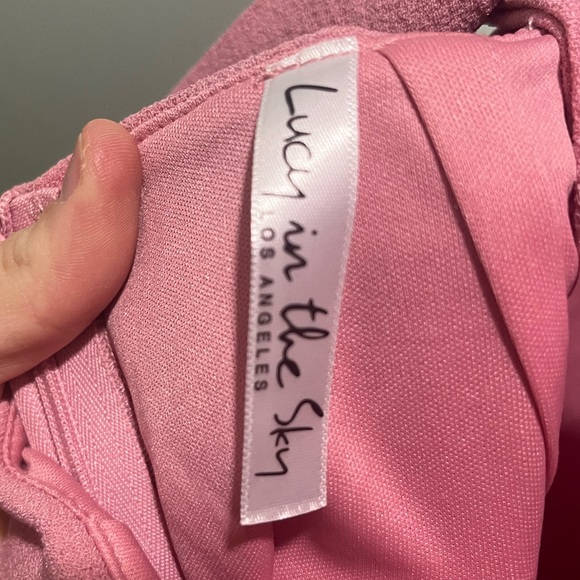 Lucy in the Sky
LOS ANGELES